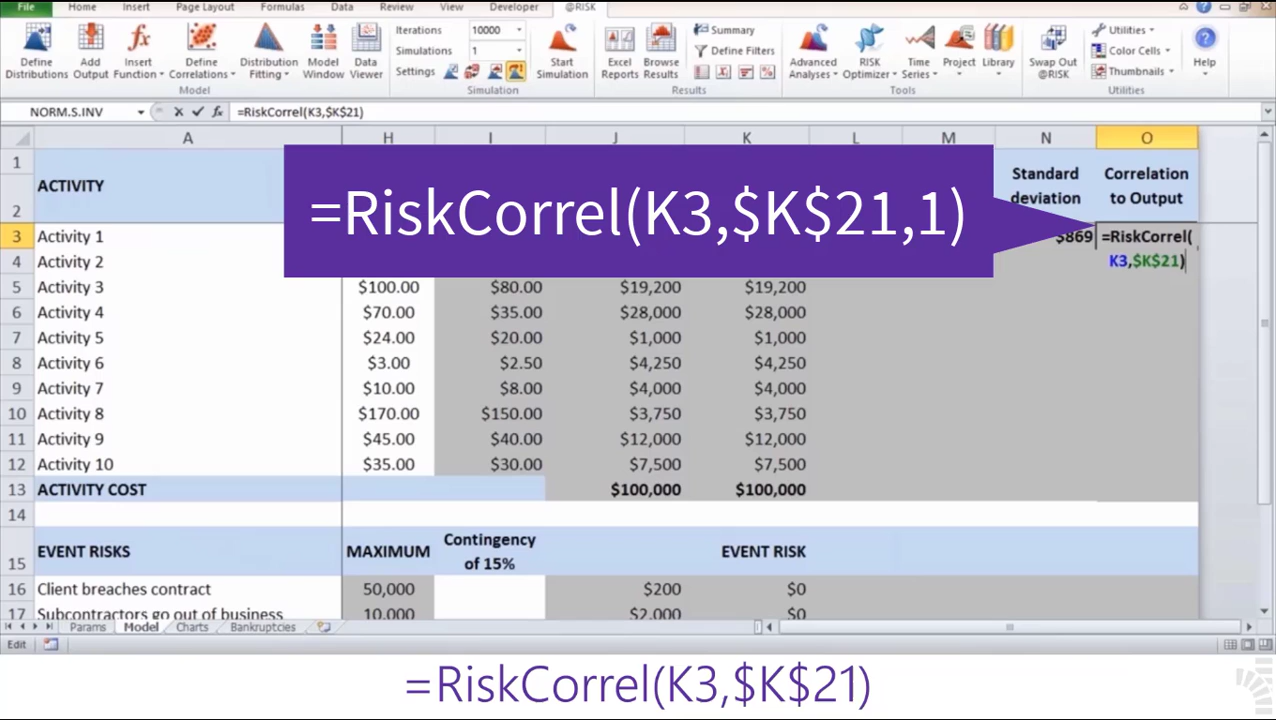 File Home Insert Page Layout Formulas Data Review View Developer @RISK
Define Distributions
Add Output
Insert Function
Define Correlations
Distribution Fitting
Model Window
Data Viewer
Model
Iterations 10000
Simulations 1
Settings
Start Simulation
Simulation
Excel Reports
Browse Results
Summary
Define Filters
Results
Advanced Analyses
RISK Optimizer
Time Series
Project
Library
Tools
Swap Out @RISK
Utilities
Color Cells
Thumbnails
Help
Utilities
NORM.S.INV =RiskCorrel(K3,$K$21)
A H I J K L M N O
1
ACTIVITY
2
Standard deviation
Correlation to Output
=RiskCorrel(K3,$K$21,1)
3 Activity 1 $869 =RiskCorrel(
K3,$K$21)
4 Activity 2
5 Activity 3 $100.00 $80.00 $19,200 $19,200
6 Activity 4 $70.00 $35.00 $28,000 $28,000
7 Activity 5 $24.00 $20.00 $1,000 $1,000
8 Activity 6 $3.00 $2.50 $4,250 $4,250
9 Activity 7 $10.00 $8.00 $4,000 $4,000
10 Activity 8 $170.00 $150.00 $3,750 $3,750
11 Activity 9 $45.00 $40.00 $12,000 $12,000
12 Activity 10 $35.00 $30.00 $7,500 $7,500
13 ACTIVITY COST $100,000 $100,000
14
15 EVENT RISKS MAXIMUM Contingency of 15% EVENT RISK
16 Client breaches contract 50,000 $200 $0
17 Subcontractors go out of business 10,000 $2,000 $0
Params Model Charts Bankruptcies
Edit
=RiskCorrel(K3,$K$21)